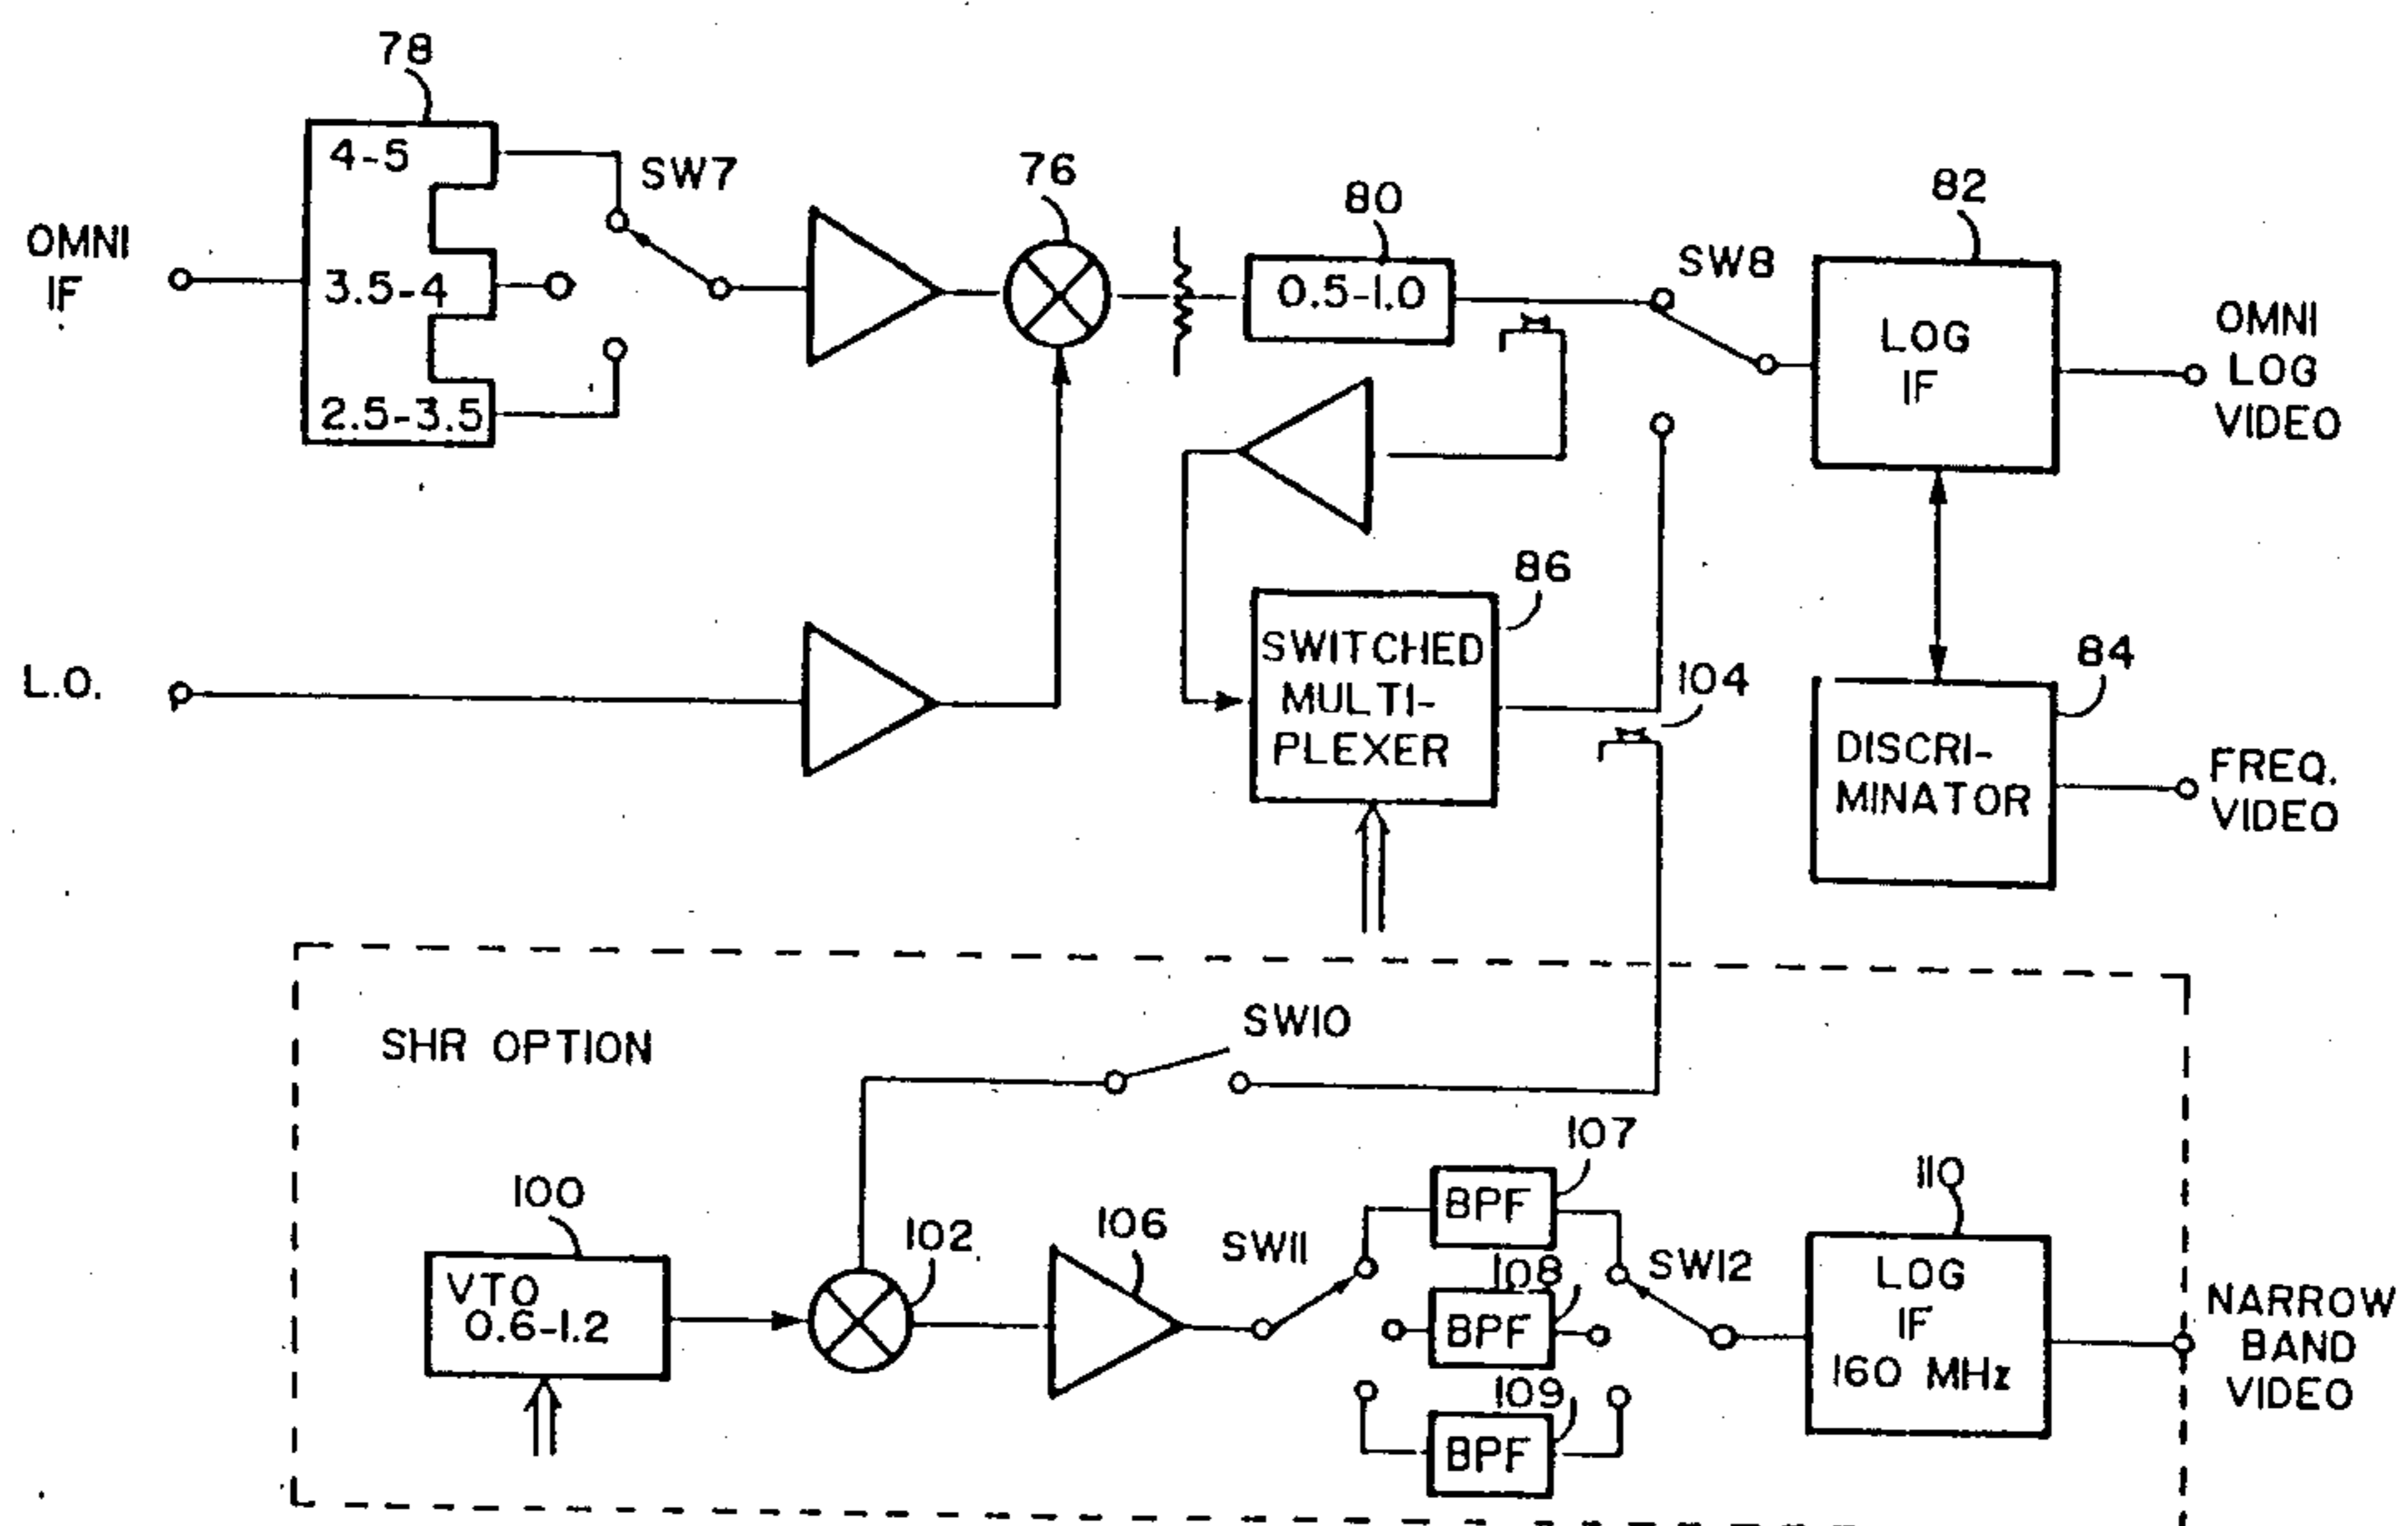 78
4-5
SW7
76
80
82
OMNI
IF
3.5-4
0.5-1.0
SW8
LOG
IF
OMNI
LOG
VIDEO
2.5-3.5
86
L.O.
SWITCHED
MULTI-
PLEXER
104
84
DISCRI-
MINATOR
FREQ.
VIDEO
SHR OPTION
SW10
107
100
VTO
0.6-1.2
102
106
SW11
BPF
108
BPF
109
BPF
SW12
110
LOG
IF
160 MHz
NARROW
BAND
VIDEO